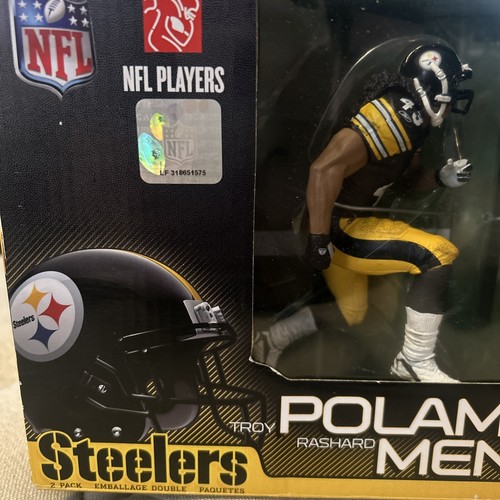 NFL
NFL PLAYERS
NFL
LF 318651575
43
Steelers
TROY POLAM
RASHARD MEN
Steelers
2 PACK EMBALLAGE DOUBLE PAQUETES